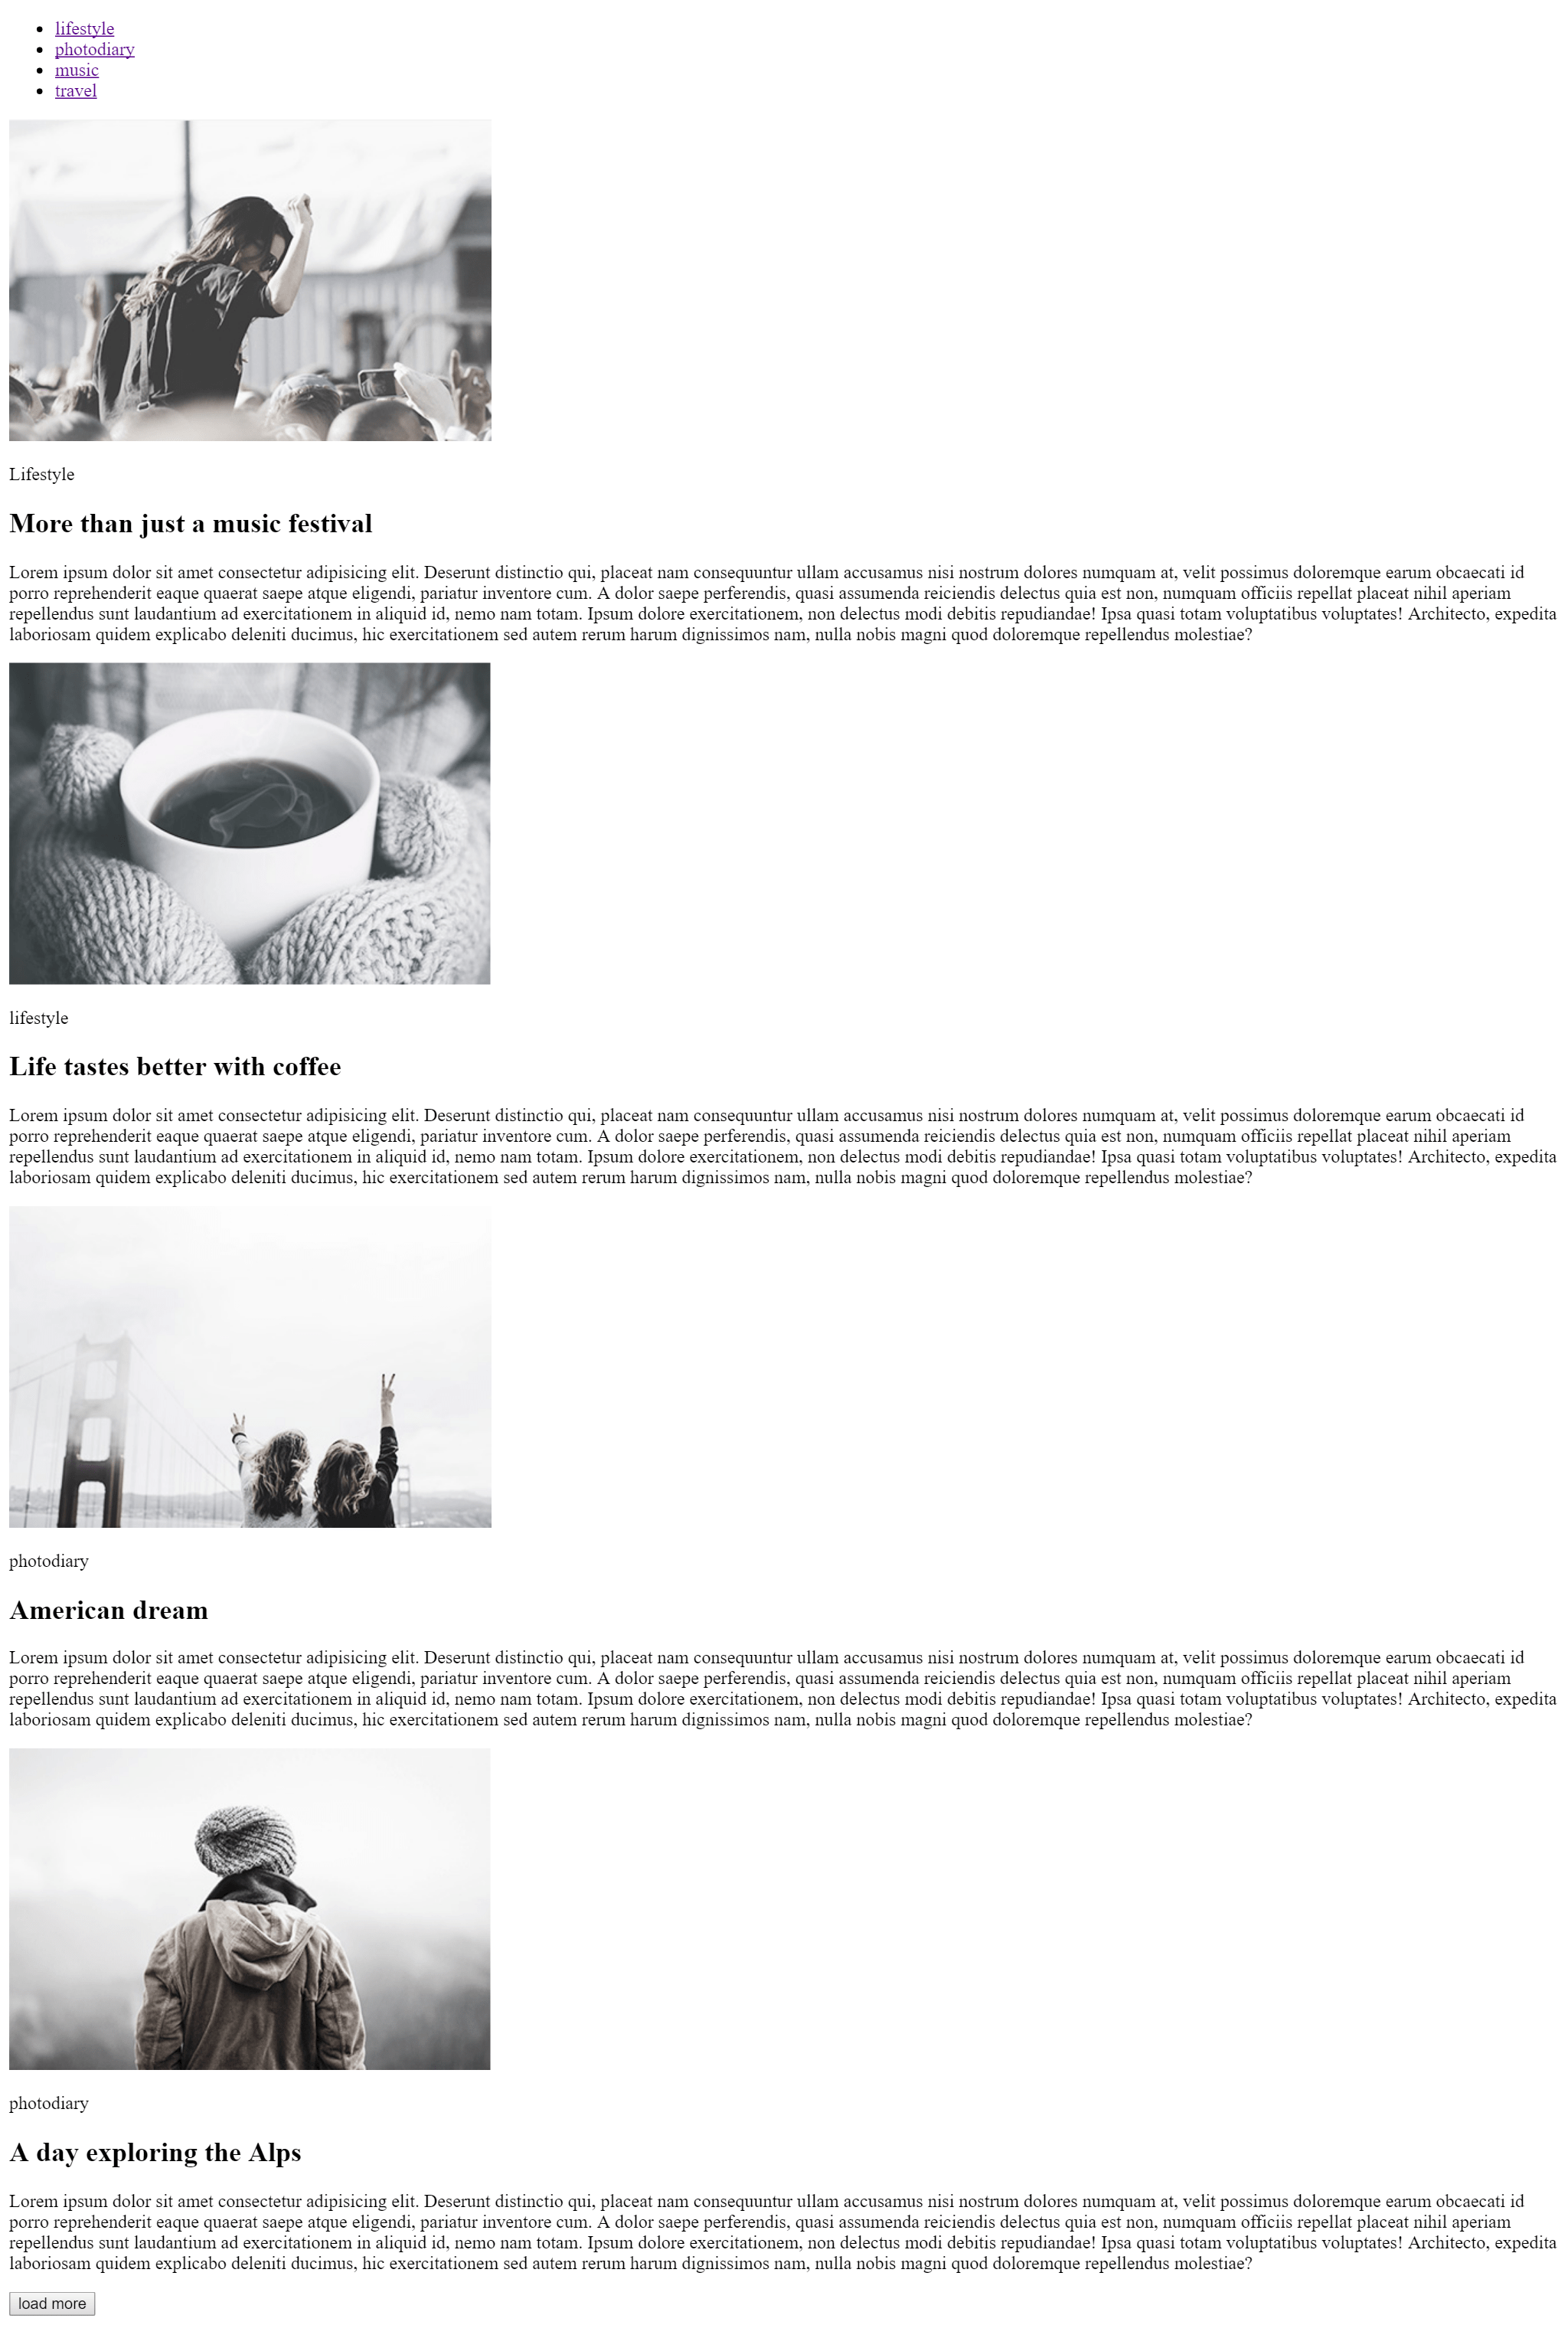 lifestyle
photodiary
music
travel
Lifestyle
More than just a music festival
Lorem ipsum dolor sit amet consectetur adipisicing elit. Deserunt distinctio qui, placeat nam consequuntur ullam accusamus nisi nostrum dolores numquam at, velit possimus doloremque earum obcaecati id
porro reprehenderit eaque quaerat saepe atque eligendi, pariatur inventore cum. A dolor saepe perferendis, quasi assumenda reiciendis delectus quia est non, numquam officiis repellat placeat nihil aperiam
repellendus sunt laudantium ad exercitationem in aliquid id, nemo nam totam. Ipsum dolore exercitationem, non delectus modi debitis repudiandae! Ipsa quasi totam voluptatibus voluptates! Architecto, expedita
laboriosam quidem explicabo deleniti ducimus, hic exercitationem sed autem rerum harum dignissimos nam, nulla nobis magni quod doloremque repellendus molestiae?
lifestyle
Life tastes better with coffee
Lorem ipsum dolor sit amet consectetur adipisicing elit. Deserunt distinctio qui, placeat nam consequuntur ullam accusamus nisi nostrum dolores numquam at, velit possimus doloremque earum obcaecati id
porro reprehenderit eaque quaerat saepe atque eligendi, pariatur inventore cum. A dolor saepe perferendis, quasi assumenda reiciendis delectus quia est non, numquam officiis repellat placeat nihil aperiam
repellendus sunt laudantium ad exercitationem in aliquid id, nemo nam totam. Ipsum dolore exercitationem, non delectus modi debitis repudiandae! Ipsa quasi totam voluptatibus voluptates! Architecto, expedita
laboriosam quidem explicabo deleniti ducimus, hic exercitationem sed autem rerum harum dignissimos nam, nulla nobis magni quod doloremque repellendus molestiae?
photodiary
American dream
Lorem ipsum dolor sit amet consectetur adipisicing elit. Deserunt distinctio qui, placeat nam consequuntur ullam accusamus nisi nostrum dolores numquam at, velit possimus doloremque earum obcaecati id
porro reprehenderit eaque quaerat saepe atque eligendi, pariatur inventore cum. A dolor saepe perferendis, quasi assumenda reiciendis delectus quia est non, numquam officiis repellat placeat nihil aperiam
repellendus sunt laudantium ad exercitationem in aliquid id, nemo nam totam. Ipsum dolore exercitationem, non delectus modi debitis repudiandae! Ipsa quasi totam voluptatibus voluptates! Architecto, expedita
laboriosam quidem explicabo deleniti ducimus, hic exercitationem sed autem rerum harum dignissimos nam, nulla nobis magni quod doloremque repellendus molestiae?
photodiary
A day exploring the Alps
Lorem ipsum dolor sit amet consectetur adipisicing elit. Deserunt distinctio qui, placeat nam consequuntur ullam accusamus nisi nostrum dolores numquam at, velit possimus doloremque earum obcaecati id
porro reprehenderit eaque quaerat saepe atque eligendi, pariatur inventore cum. A dolor saepe perferendis, quasi assumenda reiciendis delectus quia est non, numquam officiis repellat placeat nihil aperiam
repellendus sunt laudantium ad exercitationem in aliquid id, nemo nam totam. Ipsum dolore exercitationem, non delectus modi debitis repudiandae! Ipsa quasi totam voluptatibus voluptates! Architecto, expedita
laboriosam quidem explicabo deleniti ducimus, hic exercitationem sed autem rerum harum dignissimos nam, nulla nobis magni quod doloremque repellendus molestiae?
load more